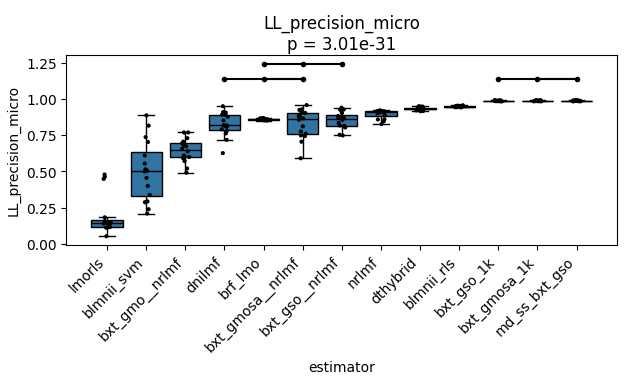 LL_precision_micro
p = 3.01e-31
LL_precision_micro
1.25
1.00
0.75
0.50
0.25
0.00
lmorls
blmnii_svm
bxt_gmo__nrlmf
dnilmf
brf_lmo
bxt_gmosa__nrlmf
bxt_gso__nrlmf
nrlmf
dthybrid
blmnii_rls
bxt_gso_1k
bxt_gmosa_1k
md_ss_bxt_gso
estimator